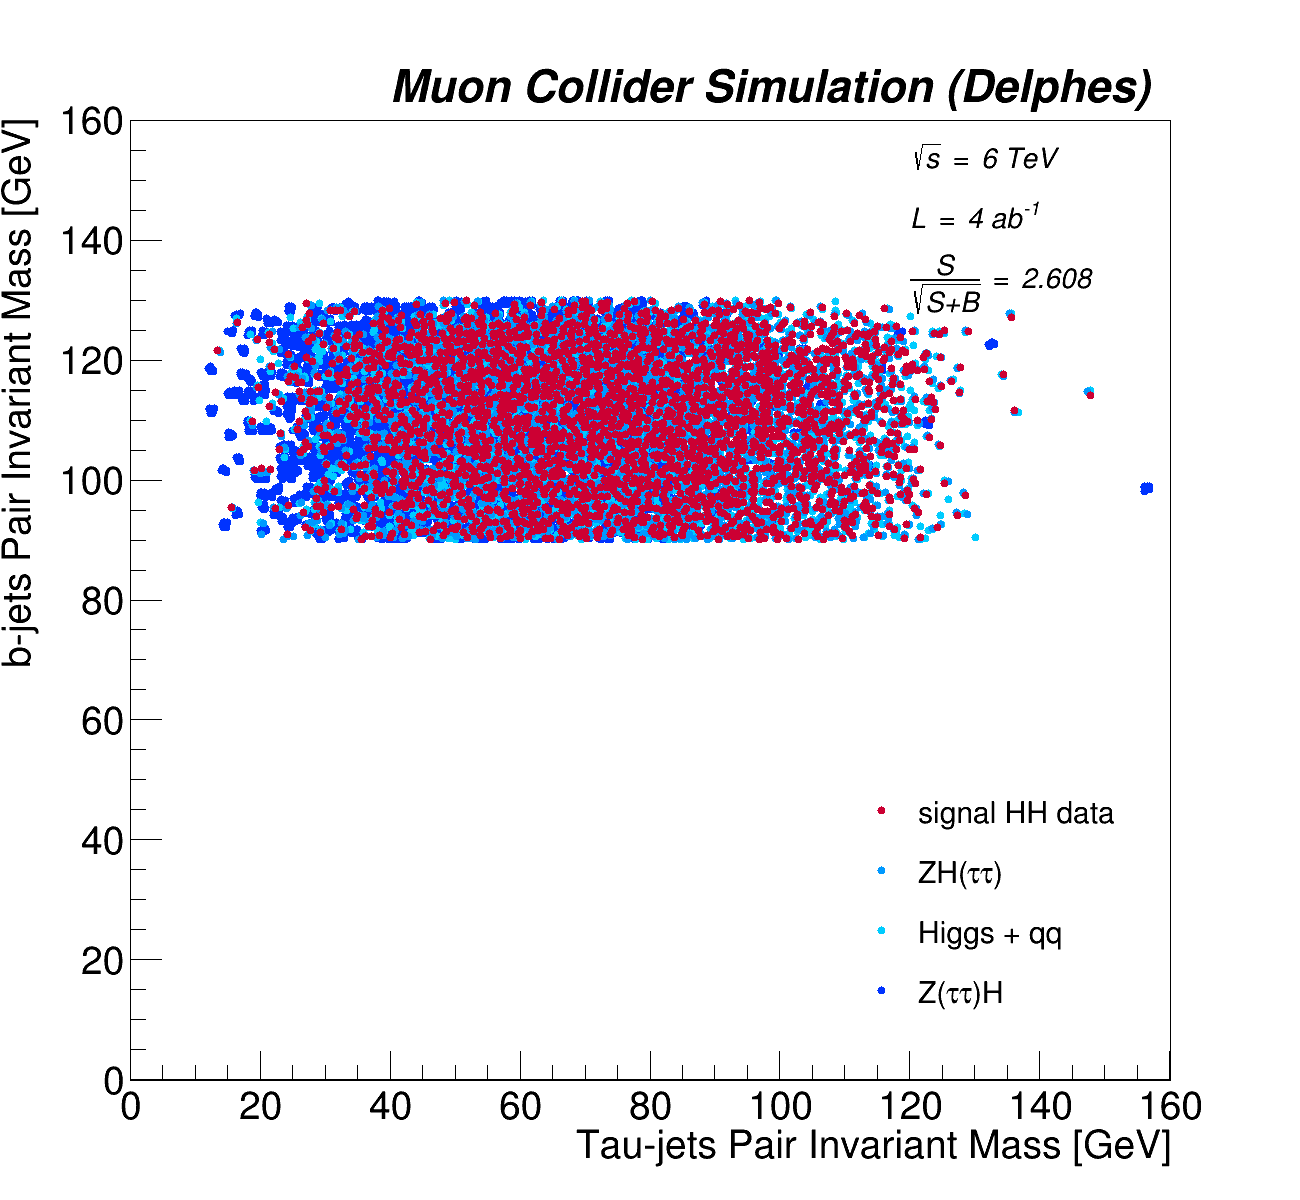 Muon Collider Simulation (Delphes)
√s = 6 TeV
L = 4 ab⁻¹
S/√S+B = 2.608
b-jets Pair Invariant Mass [GeV]
160
140
120
100
80
60
40
20
0
signal HH data
ZH(ττ)
Higgs + qq
Z(ττ)H
0 20 40 60 80 100 120 140 160
Tau-jets Pair Invariant Mass [GeV]